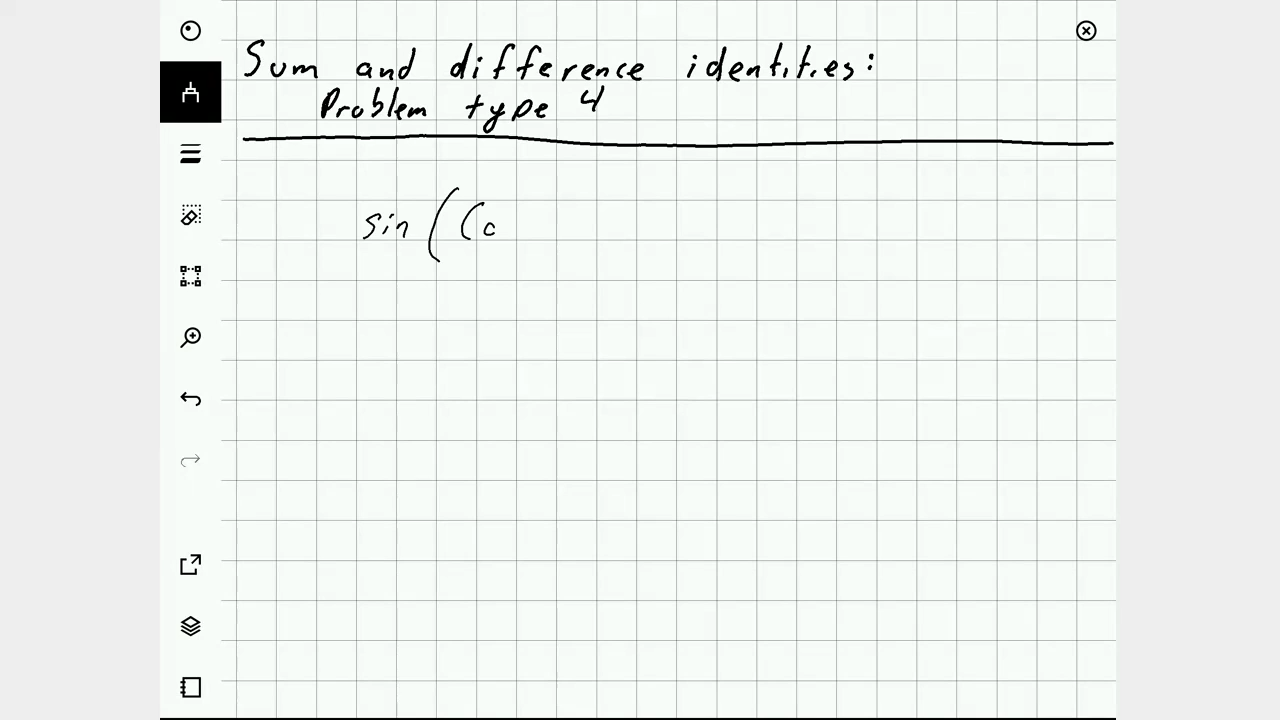 Sum and difference identities:
Problem type 4
sin ( (c